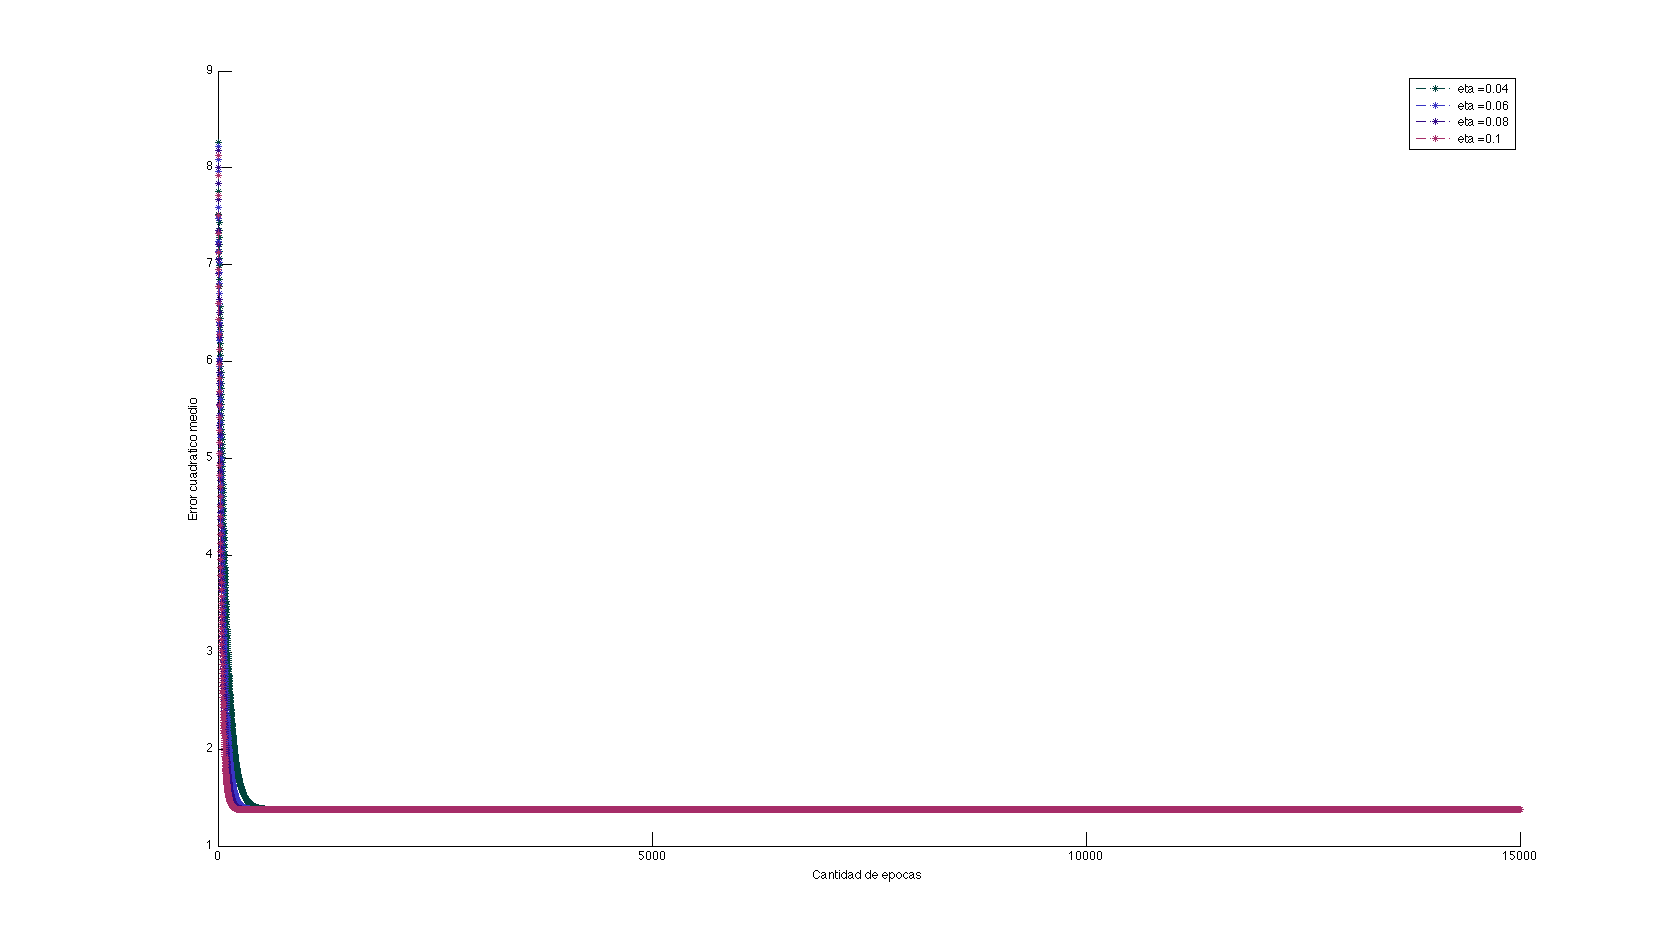 9
8
7
6
5
4
3
2
1
0
5000
10000
15000
Error cuadratico medio
Cantidad de epocas
eta =0.04
eta =0.06
eta =0.08
eta =0.1